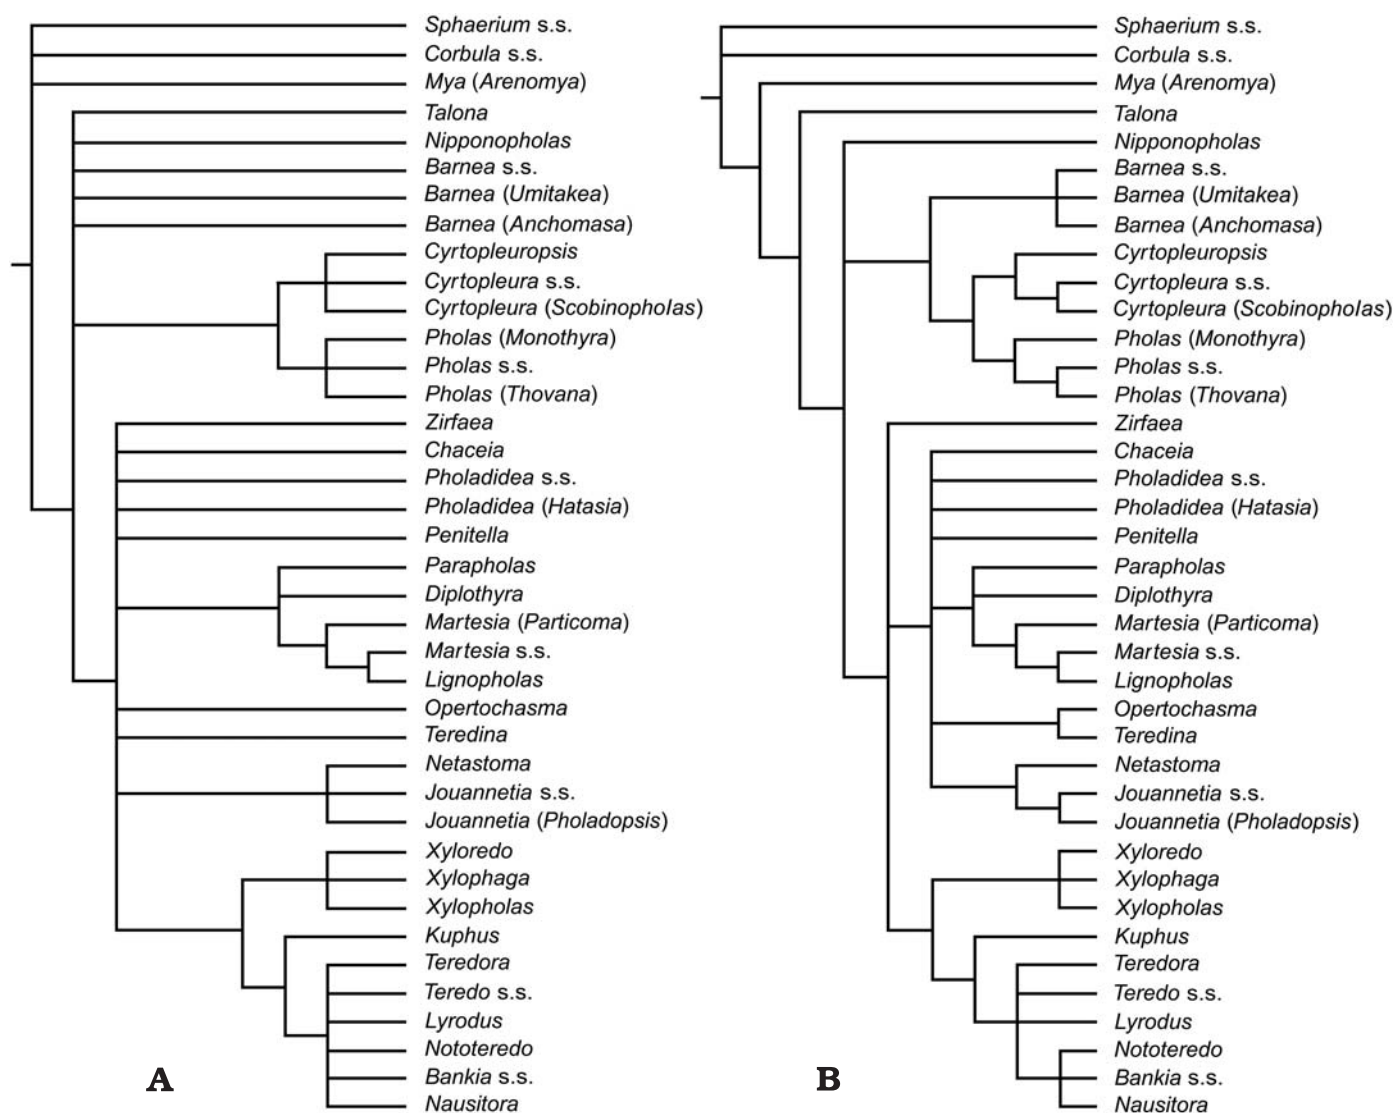 Sphaerium s.s.
Corbula s.s.
Mya (Arenomya)
Talona
Nipponopholas
Barnea s.s.
Barnea (Umitakea)
Barnea (Anchomasa)
Cyrtopleuropsis
Cyrtopleura s.s.
Cyrtopleura (Scobinopholas)
Pholas (Monothyra)
Pholas s.s.
Pholas (Thovana)
Zirfaea
Chaceia
Pholadidea s.s.
Pholadidea (Hatasia)
Penitella
Parapholas
Diplothyra
Martesia (Particoma)
Martesia s.s.
Lignopholas
Opertochasma
Teredina
Netastoma
Jouannetia s.s.
Jouannetia (Pholadopsis)
Xyloredo
Xylophaga
Xylopholas
Kuphus
Teredora
Teredo s.s.
Lyrodus
Nototeredo
Bankia s.s.
Nausitora
A
Sphaerium s.s.
Corbula s.s.
Mya (Arenomya)
Talona
Nipponopholas
Barnea s.s.
Barnea (Umitakea)
Barnea (Anchomasa)
Cyrtopleuropsis
Cyrtopleura s.s.
Cyrtopleura (Scobinopholas)
Pholas (Monothyra)
Pholas s.s.
Pholas (Thovana)
Zirfaea
Chaceia
Pholadidea s.s.
Pholadidea (Hatasia)
Penitella
Parapholas
Diplothyra
Martesia (Particoma)
Martesia s.s.
Lignopholas
Opertochasma
Teredina
Netastoma
Jouannetia s.s.
Jouannetia (Pholadopsis)
Xyloredo
Xylophaga
Xylopholas
Kuphus
Teredora
Teredo s.s.
Lyrodus
Nototeredo
Bankia s.s.
Nausitora
B